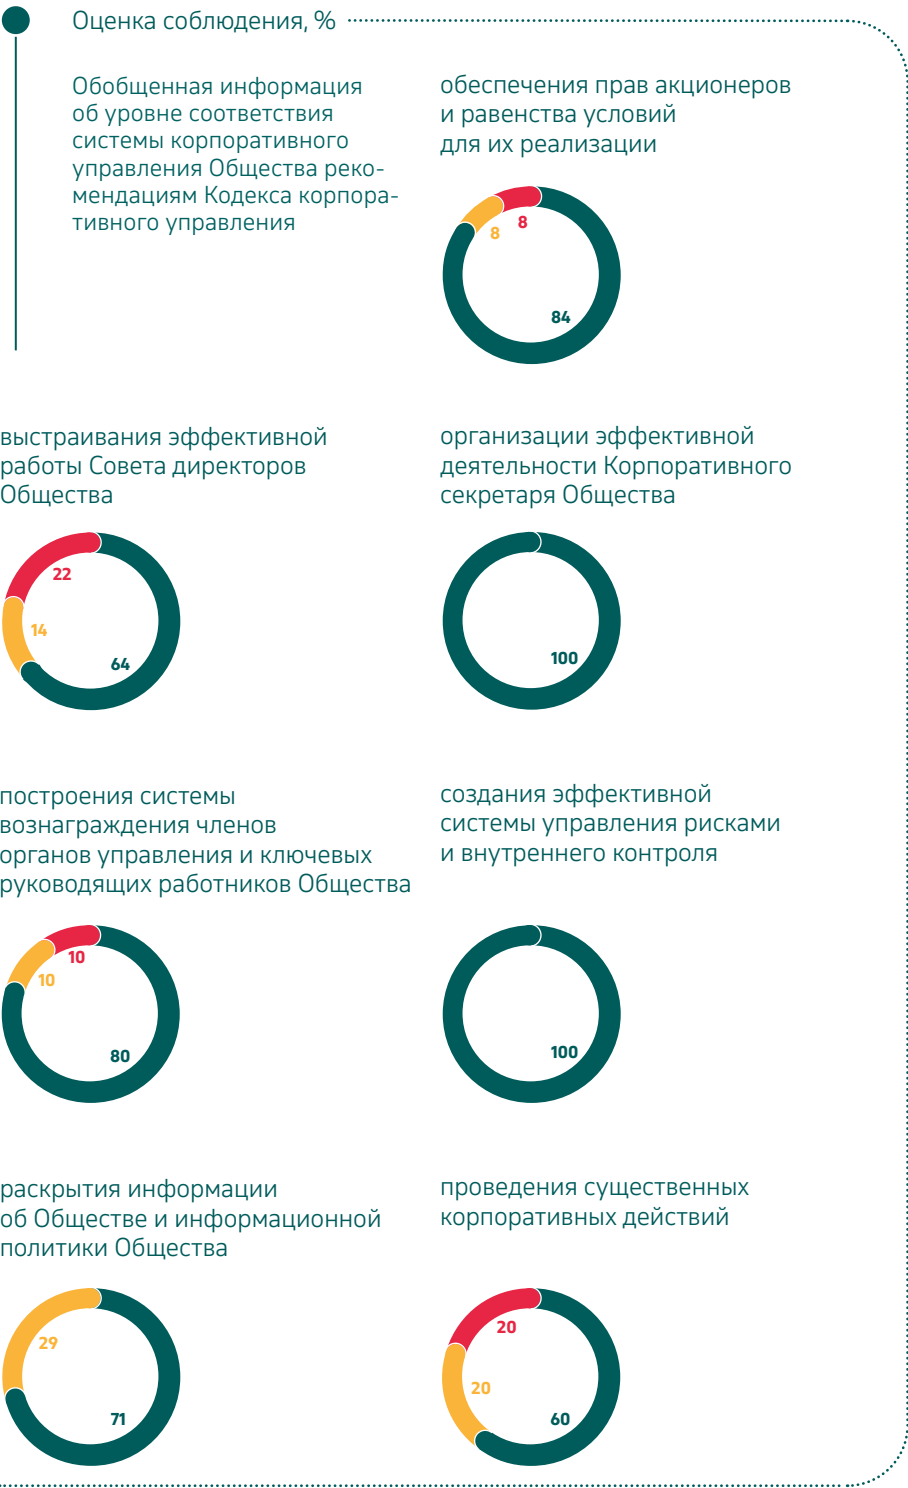 Оценка соблюдения, %
Обобщенная информация
об уровне соответствия
системы корпоративного
управления Общества реко-
мендациям Кодекса корпора-
тивного управления
обеспечения прав акционеров
и равенства условий
для их реализации
8
8
84
выстраивания эффективной
работы Совета директоров
Общества
22
14
64
организации эффективной
деятельности Корпоративного
секретаря Общества
100
построения системы
вознаграждения членов
органов управления и ключевых
руководящих работников Общества
10
10
80
создания эффективной
системы управления рисками
и внутреннего контроля
100
раскрытия информации
об Обществе и информационной
политики Общества
29
71
проведения существенных
корпоративных действий
20
20
60